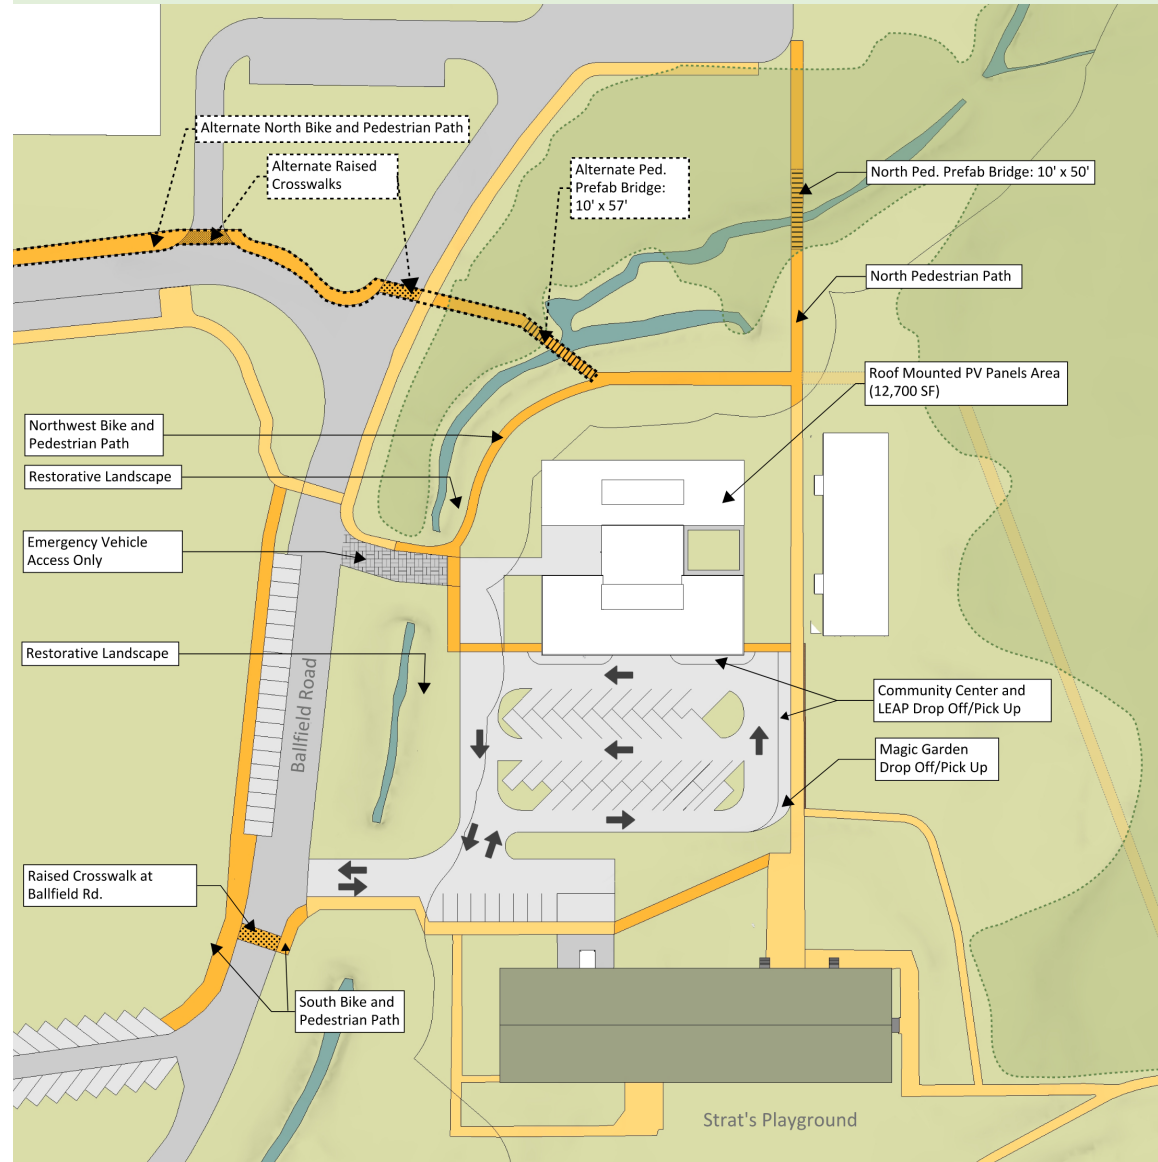 Alternate North Bike and Pedestrian Path
Alternate Raised
Crosswalks
Alternate Ped.
Prefab Bridge:
10' x 57'
North Ped. Prefab Bridge: 10' x 50'
North Pedestrian Path
Roof Mounted PV Panels Area
(12,700 SF)
Northwest Bike and
Pedestrian Path
Restorative Landscape
Emergency Vehicle
Access Only
Restorative Landscape
Ballfield Road
Community Center and
LEAP Drop Off/Pick Up
Magic Garden
Drop Off/Pick Up
Raised Crosswalk at
Ballfield Rd.
South Bike and
Pedestrian Path
Strat's Playground